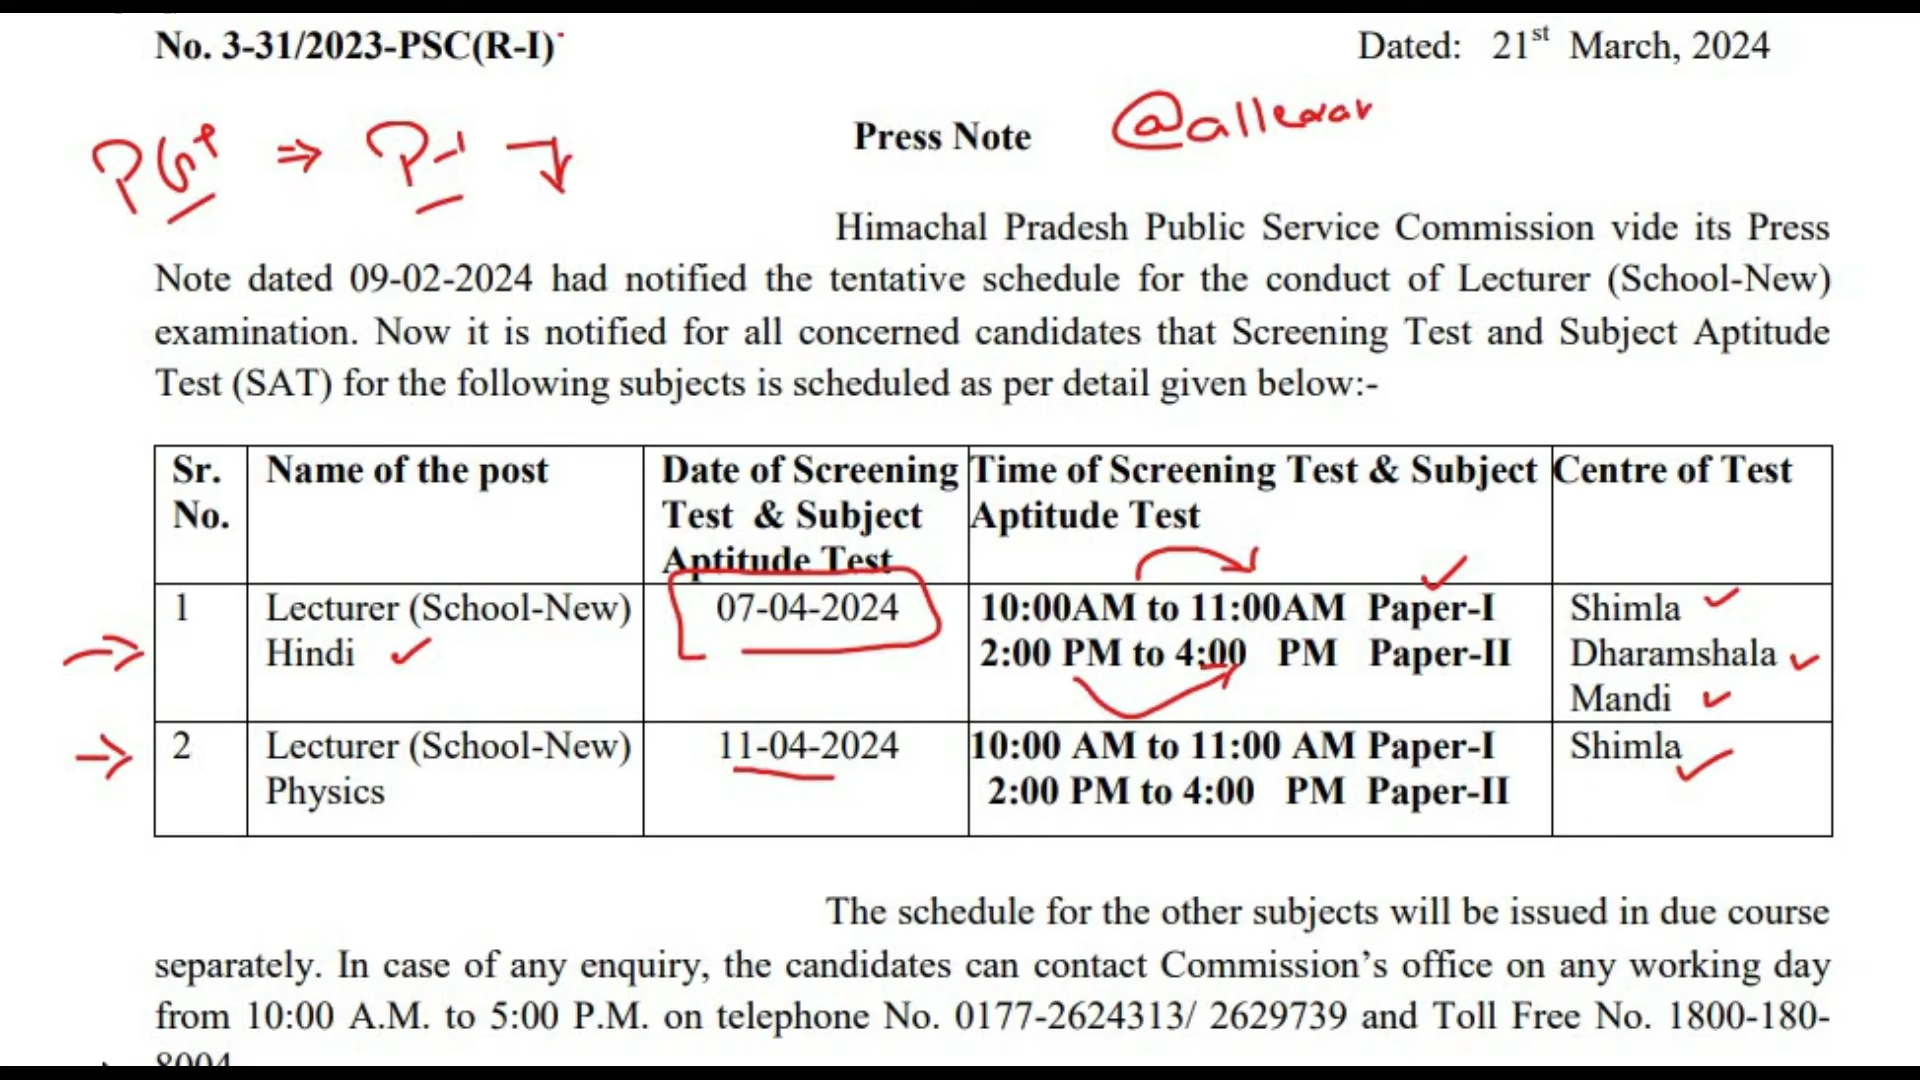 No. 3-31/2023-PSC(R-I)
Dated: 21st March, 2024
Press Note
Himachal Pradesh Public Service Commission vide its Press
Note dated 09-02-2024 had notified the tentative schedule for the conduct of Lecturer (School-New)
examination. Now it is notified for all concerned candidates that Screening Test and Subject Aptitude
Test (SAT) for the following subjects is scheduled as per detail given below:-
Sr.
No.
Name of the post
Date of Screening
Test & Subject
Aptitude Test
Time of Screening Test & Subject
Aptitude Test
Centre of Test
1
Lecturer (School-New)
Hindi
07-04-2024
10:00AM to 11:00AM Paper-I
2:00 PM to 4:00 PM Paper-II
Shimla
Dharamshala
Mandi
2
Lecturer (School-New)
Physics
11-04-2024
10:00 AM to 11:00 AM Paper-I
2:00 PM to 4:00 PM Paper-II
Shimla
The schedule for the other subjects will be issued in due course
separately. In case of any enquiry, the candidates can contact Commission's office on any working day
from 10:00 A.M. to 5:00 P.M. on telephone No. 0177-2624313/ 2629739 and Toll Free No. 1800-180-
8004